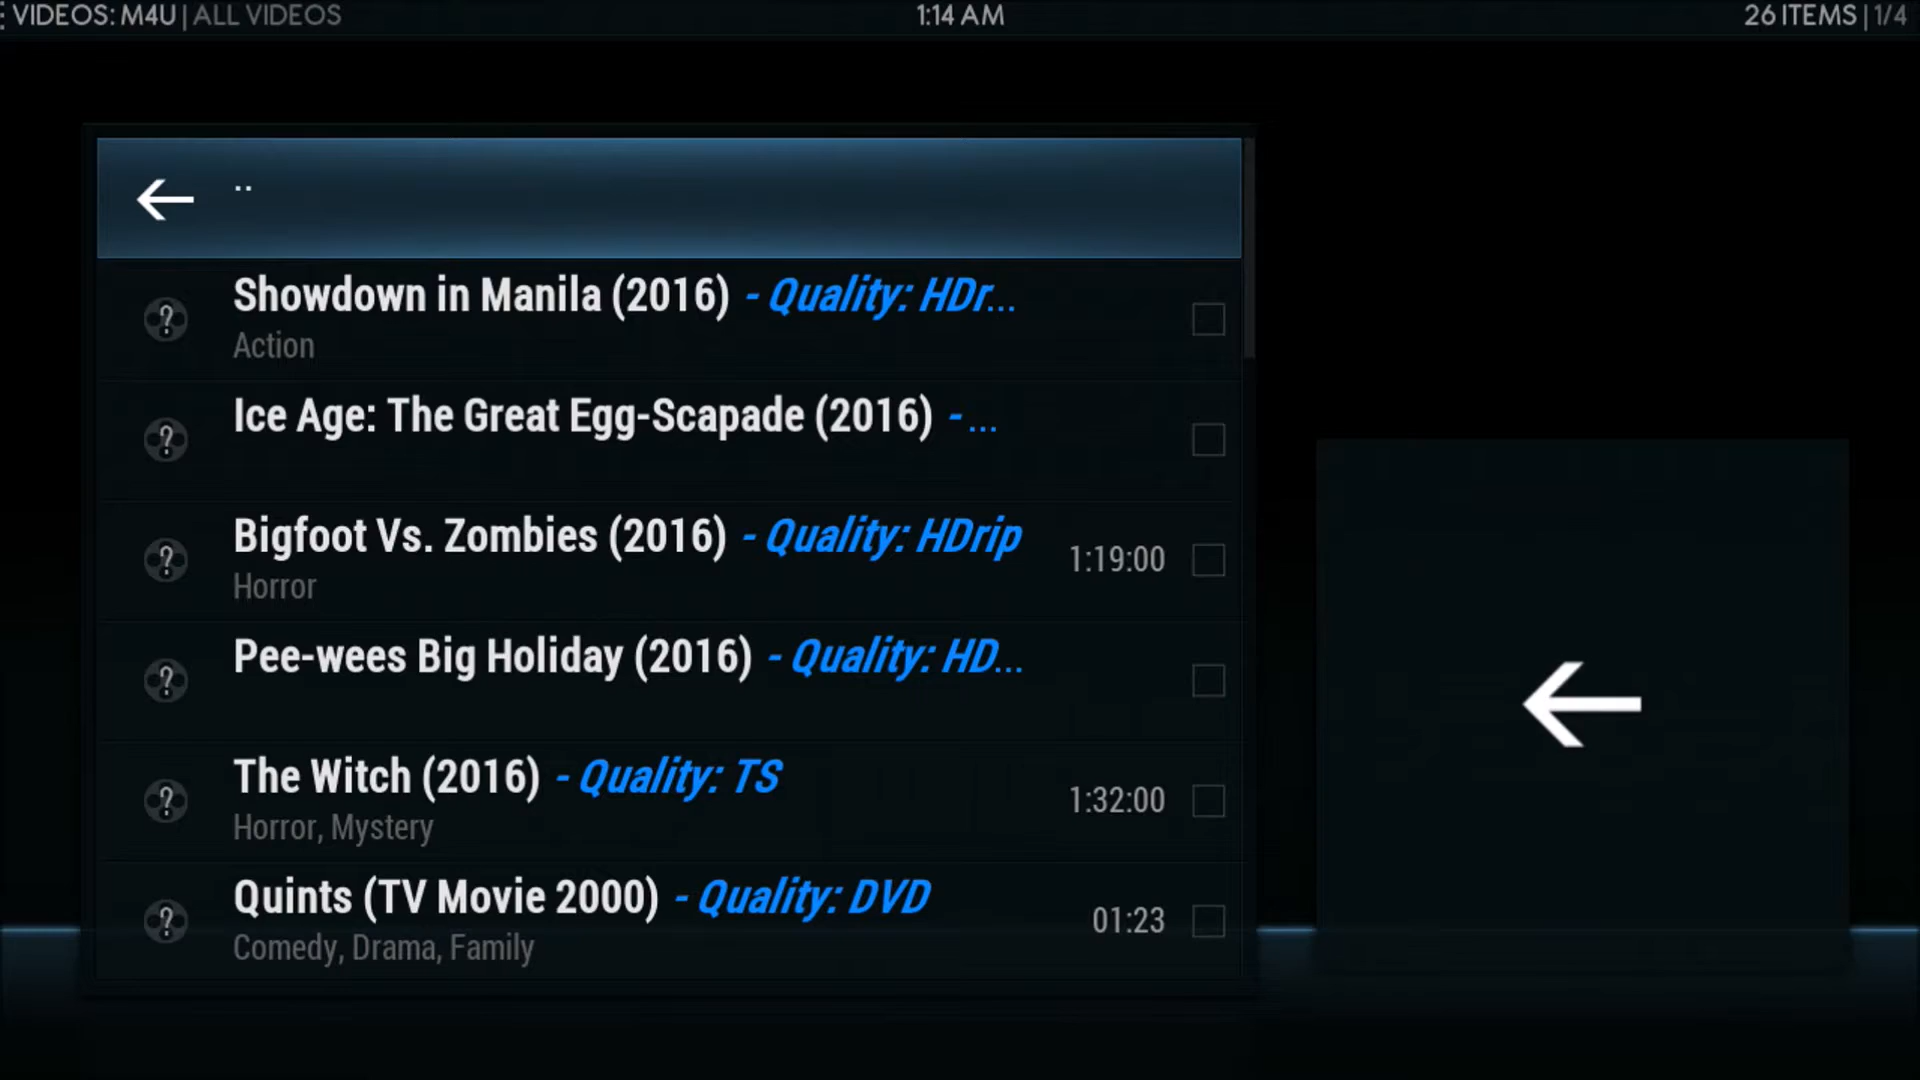 VIDEOS: M4U | ALL VIDEOS
1:14 AM
26 ITEMS | 1/4
..
Showdown in Manila (2016) - Quality: HDr...
Action
Ice Age: The Great Egg-Scapade (2016) - ...
Bigfoot Vs. Zombies (2016) - Quality: HDrip
1:19:00
Horror
Pee-wees Big Holiday (2016) - Quality: HD...
The Witch (2016) - Quality: TS
1:32:00
Horror, Mystery
Quints (TV Movie 2000) - Quality: DVD
01:23
Comedy, Drama, Family